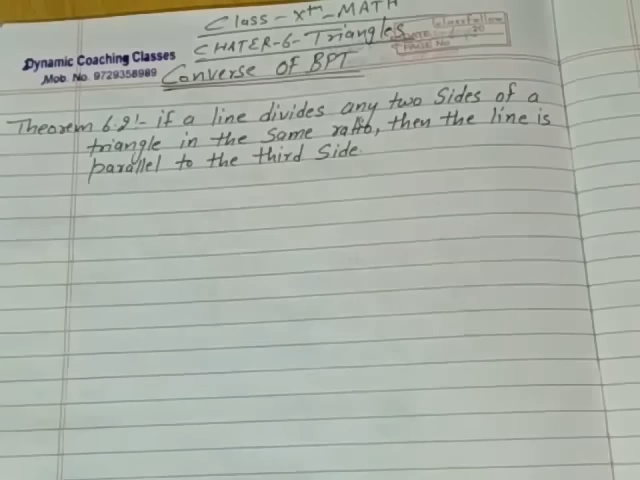 Class - Xth - MATH
CHATER-6- Triangles
Dynamic Coaching Classes
Mob. No. 9729358989
Converse OF BPT
PAGE No
Theorem 6.2:- if a line divides any two Sides of a
triangle in the same ratio, then the line is
parallel to the third Side.